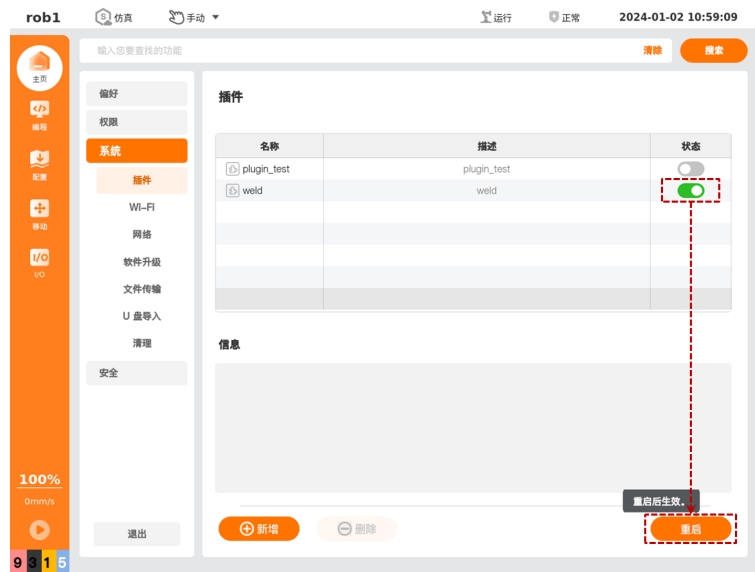 rob1
仿真
手动
运行
正常
2024-01-02 10:59:09
主页
编程
配置
移动
I/O
I/O
100%
0mm/s
9 3 1 5
输入您要查找的功能
清除
搜索
偏好
权限
系统
插件
Wi-Fi
网络
软件升级
文件传输
U 盘导入
清理
安全
退出
插件
名称 描述 状态
plugin_test plugin_test
weld weld
信息
重启后生效。
新增
删除
重启